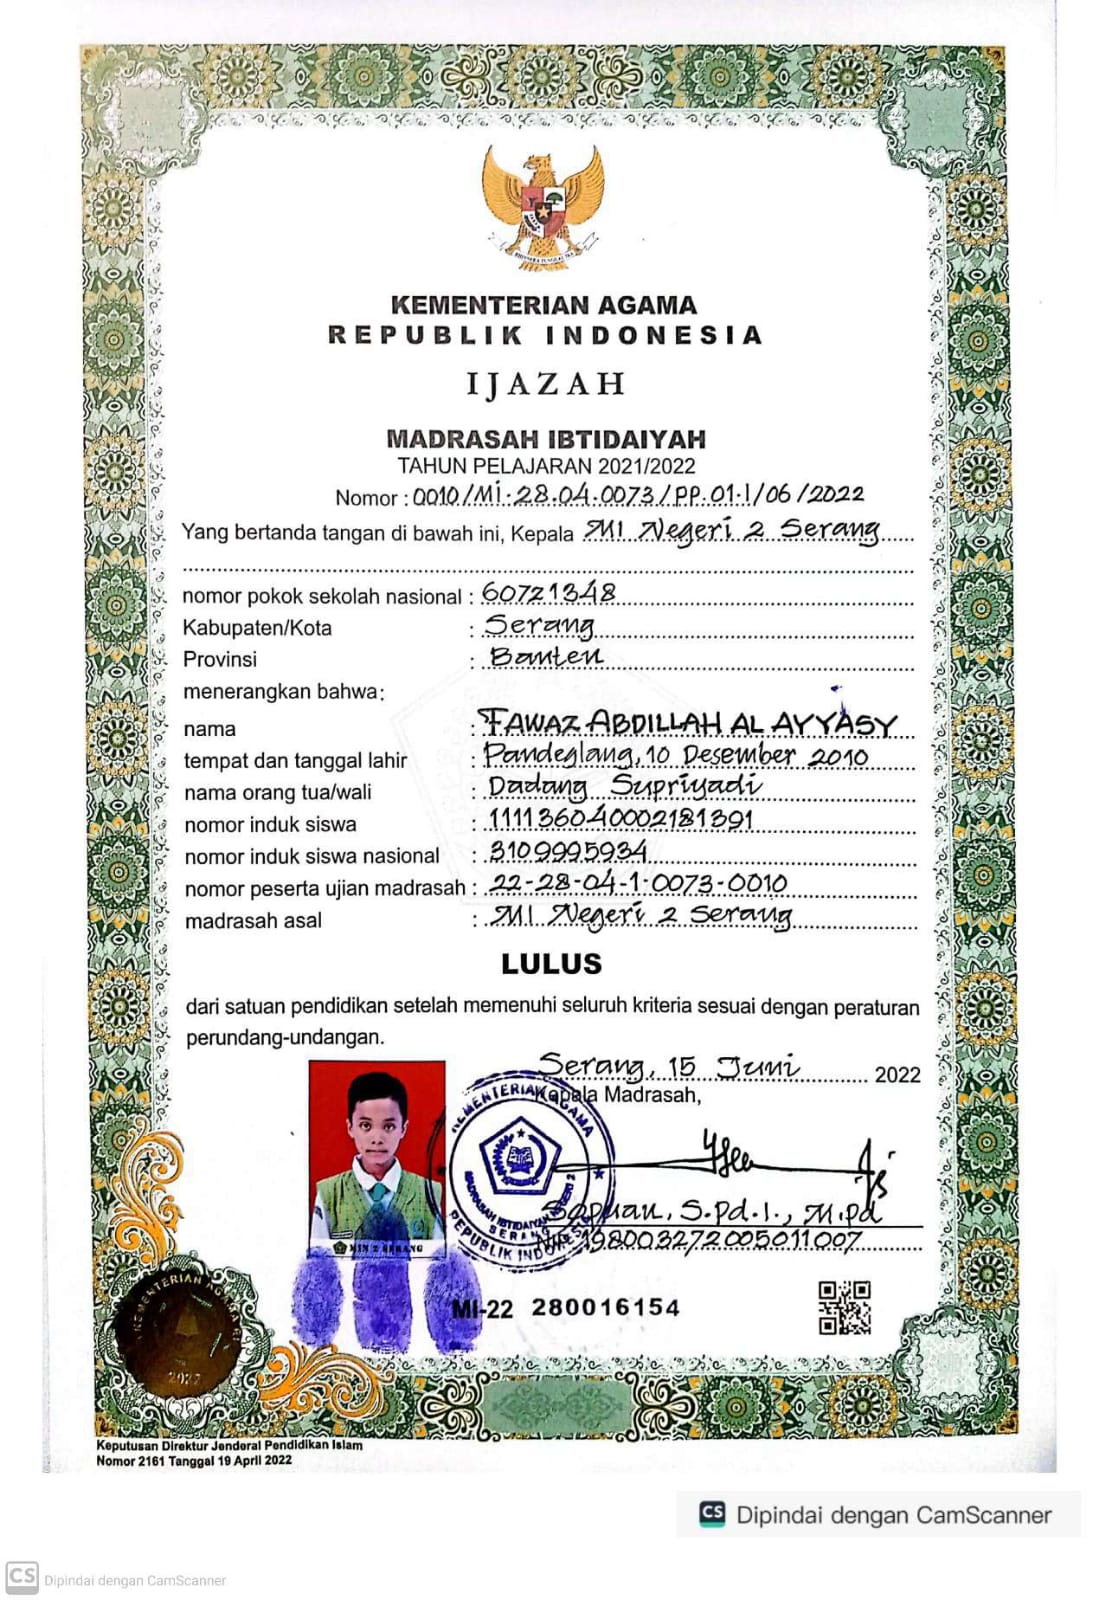 KEMENTERIAN AGAMA
REPUBLIK INDONESIA
IJAZAH
MADRASAH IBTIDAIYAH
TAHUN PELAJARAN 2021/2022
Nomor : 0010/Mi.28.04.0073/PP.01.1/06/2022
Yang bertanda tangan di bawah ini, Kepala MI Negeri 2 Serang
nomor pokok sekolah nasional : 60721348
Kabupaten/Kota : Serang
Provinsi : Banten
menerangkan bahwa:
nama : FAWAZ ABDILLAH AL AYYASY
tempat dan tanggal lahir : Pandeglang, 10 Desember 2010
nama orang tua/wali : Dadang Supriyadi
nomor induk siswa : 111136040002181391
nomor induk siswa nasional : 3109995934
nomor peserta ujian madrasah : 22-28-04-1-0073-0010
madrasah asal : MI Negeri 2 Serang
LULUS
dari satuan pendidikan setelah memenuhi seluruh kriteria sesuai dengan peraturan
perundang-undangan.
Serang, 15 Juni 2022
Kepala Madrasah,
KEMENTERIAN AGAMA
MADRASAH IBTIDAIYAH NEGERI 2
SERANG
REPUBLIK INDONESIA
Sapuan, S.Pd.I., M.Pd
NIP 198003272005011007
MIN 2 SERANG
MI-22 280016154
KEMENTERIAN AGAMA RI
2022
Keputusan Direktur Jenderal Pendidikan Islam
Nomor 2161 Tanggal 19 April 2022
CS Dipindai dengan CamScanner
CS Dipindai dengan CamScanner